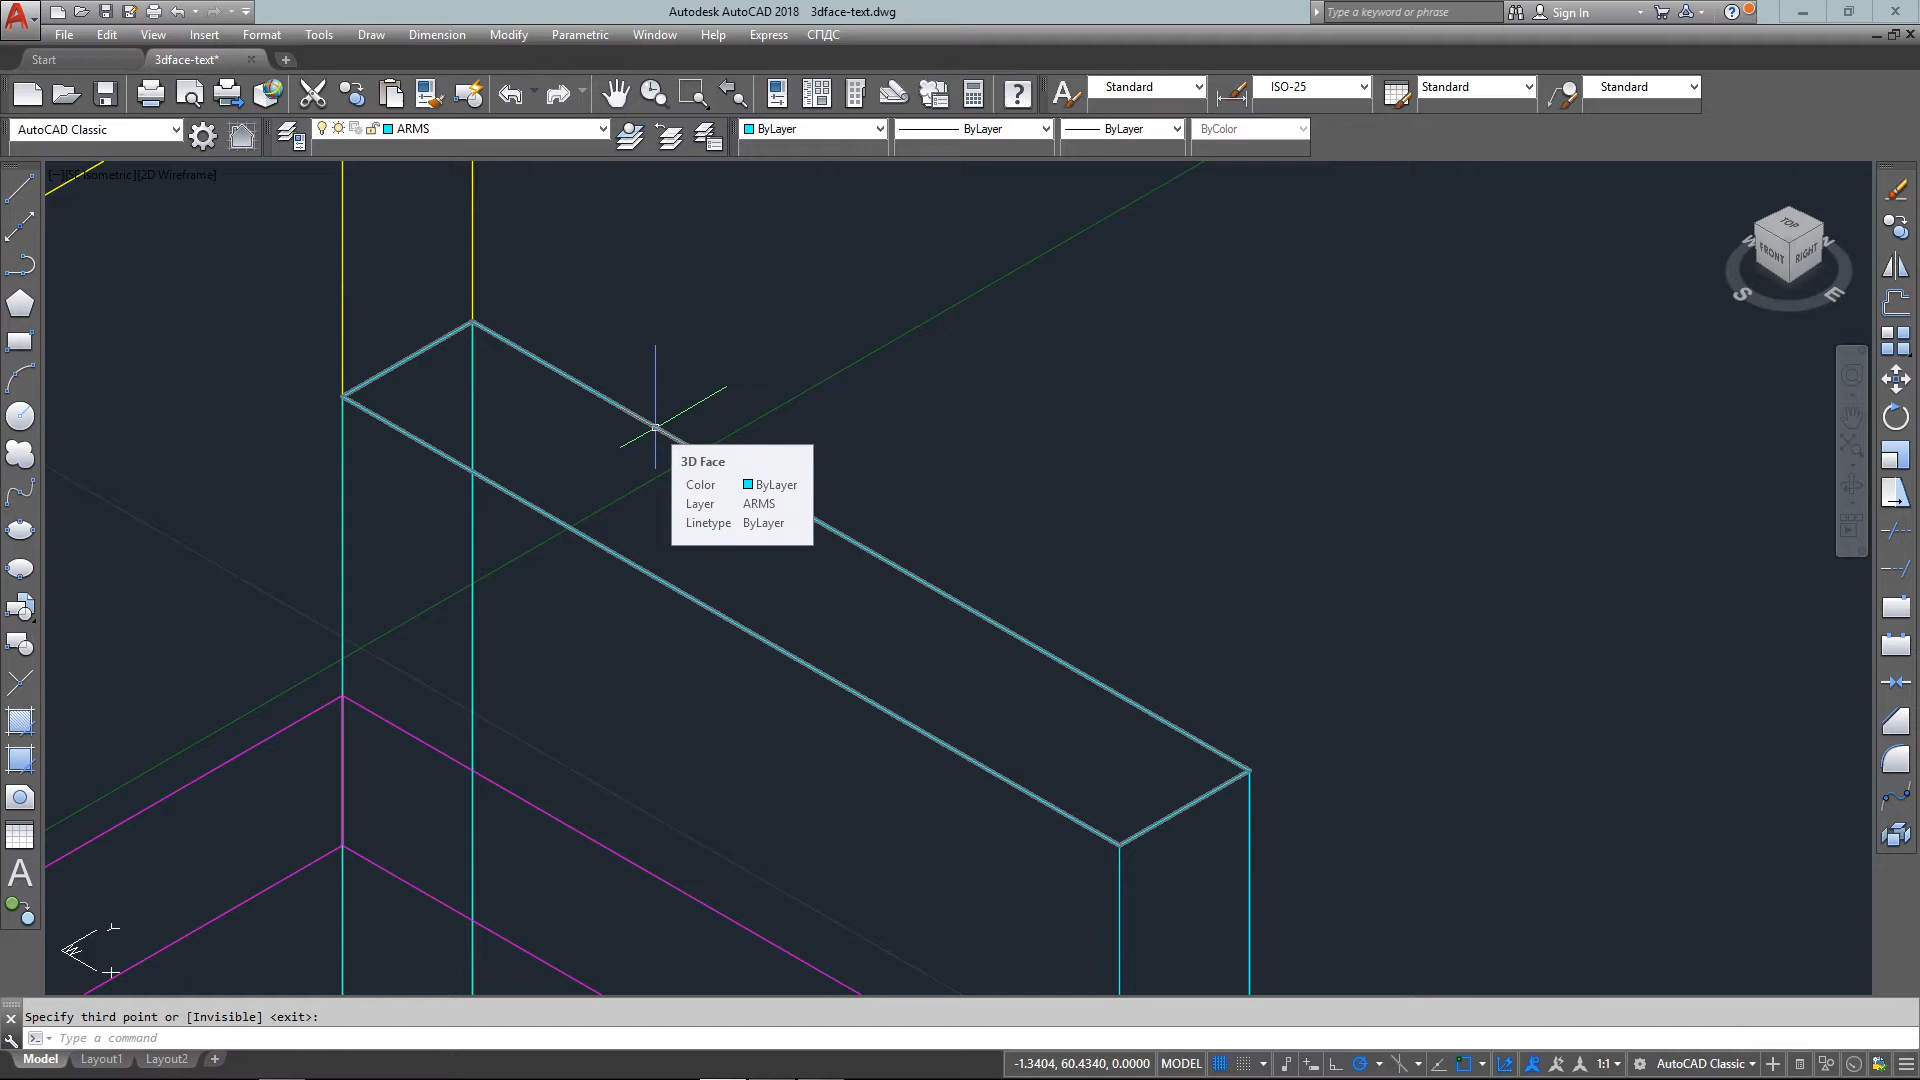 Autodesk AutoCAD 2018 3dface-text.dwg
Type a keyword or phrase
Sign In
File Edit View Insert Format Tools Draw Dimension Modify Parametric Window Help Express СПДС
Start 3dface-text*
Standard ISO-25 Standard Standard
AutoCAD Classic ARMS ByLayer ByLayer ByLayer ByColor
[2D Wireframe]
TOP
FRONT RIGHT
S E
3D Face
Color ByLayer
Layer ARMS
Linetype ByLayer
Specify third point or [Invisible] <exit>:
Type a command
Model Layout1 Layout2
-1.3404, 60.4340, 0.0000 MODEL 1:1 AutoCAD Classic